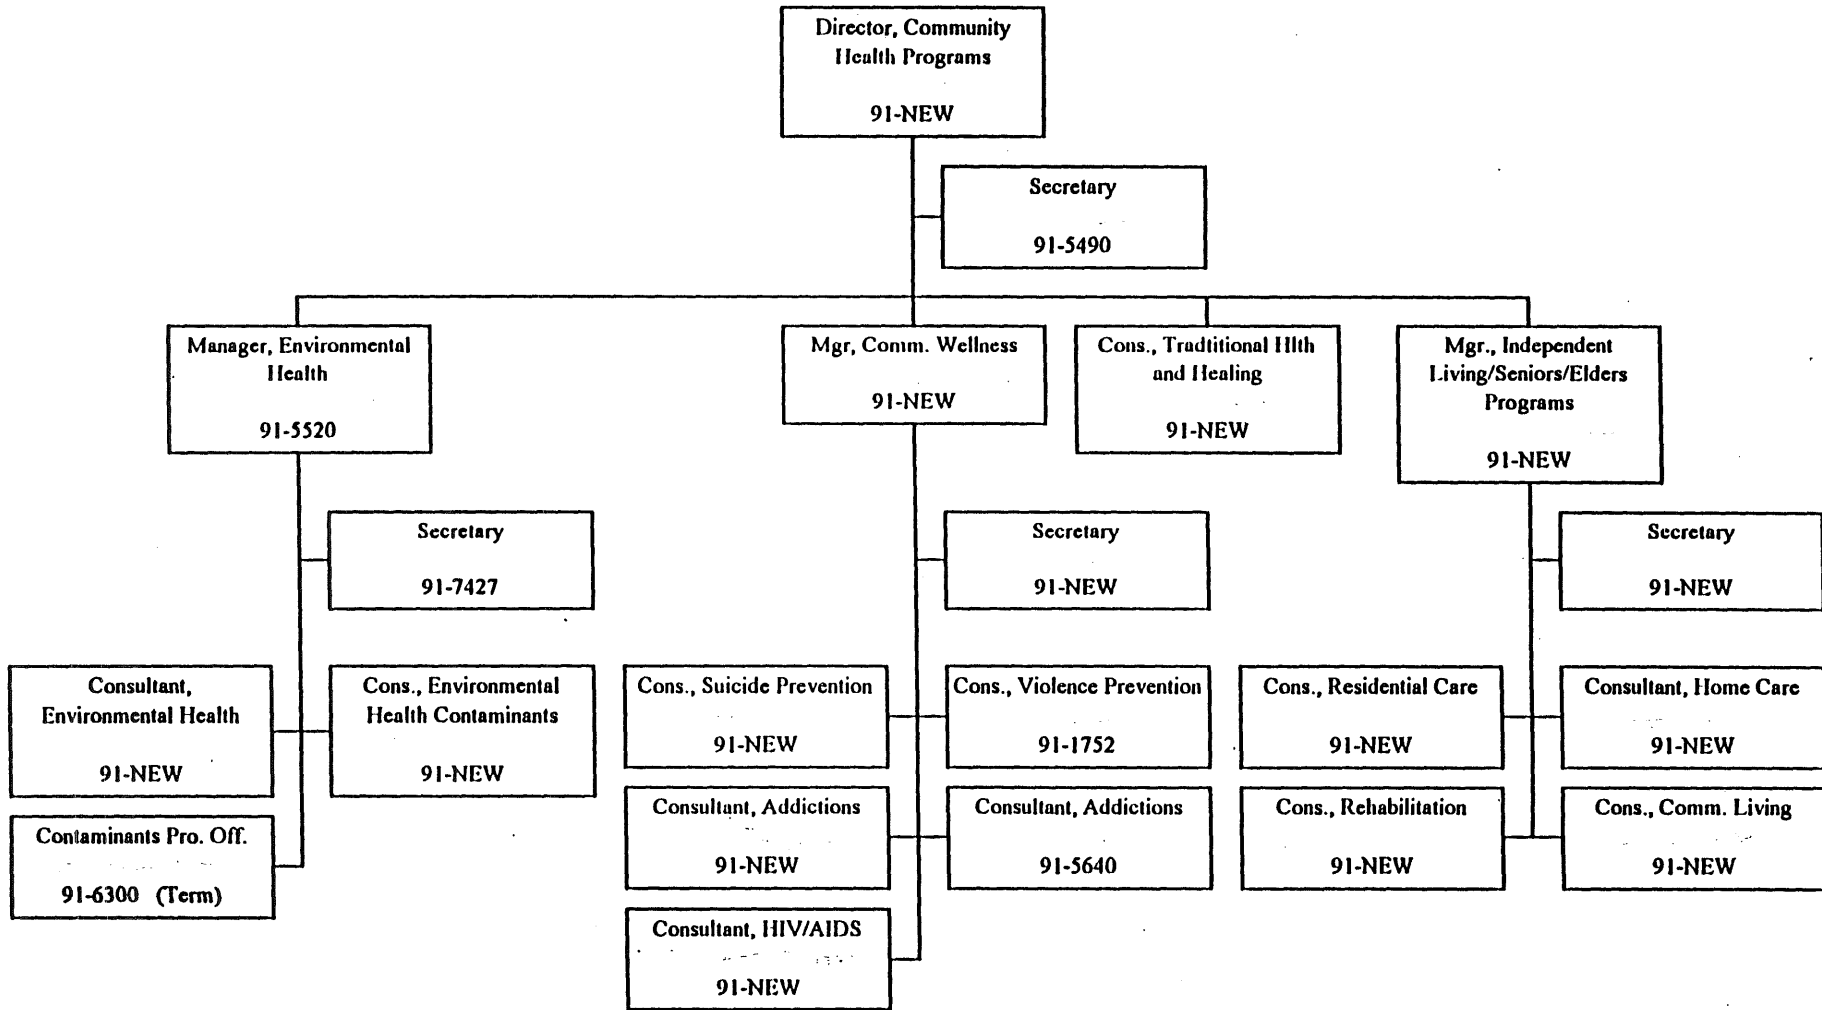 Director, Community
Health Programs
91-NEW
Secretary
91-5490
Manager, Environmental
Health
91-5520
Mgr, Comm. Wellness
91-NEW
Cons., Tradtitional Hlth
and Healing
91-NEW
Mgr., Independent
Living/Seniors/Elders
Programs
91-NEW
Secretary
91-7427
Secretary
91-NEW
Secretary
91-NEW
Consultant,
Environmental Health
91-NEW
Cons., Environmental
Health Contaminants
91-NEW
Cons., Suicide Prevention
91-NEW
Cons., Violence Prevention
91-1752
Cons., Residential Care
91-NEW
Consultant, Home Care
91-NEW
Contaminants Pro. Off.
91-6300 (Term)
Consultant, Addictions
91-NEW
Consultant, Addictions
91-5640
Cons., Rehabilitation
91-NEW
Cons., Comm. Living
91-NEW
Consultant, HIV/AIDS
91-NEW